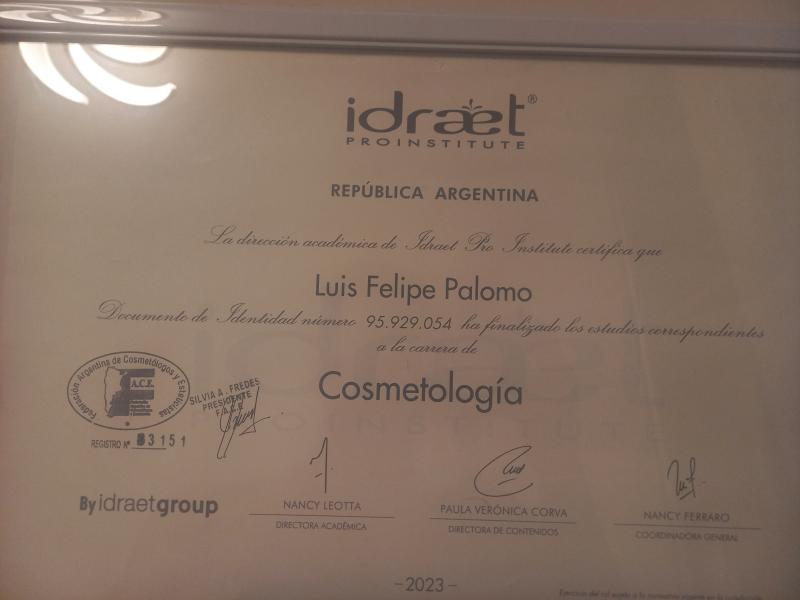 idraet®
PROINSTITUTE
REPÚBLICA ARGENTINA
La dirección académica de Idraet Pro Institute certifica que
Luis Felipe Palomo
Documento de Identidad número 95.929.054 ha finalizado los estudios correspondientes
a la carrera de
Cosmetología
Federación Argentina de Cosmetólogos y Esteticistas
F.A.C.E.
REGISTRO Nº 3151
SILVIA A. FREDES
PRESIDENTE
F.A.C.E.
By idraetgroup
NANCY LEOTTA
DIRECTORA ACADÉMICA
PAULA VERÓNICA CORVA
DIRECTORA DE CONTENIDOS
NANCY FERRARO
COORDINADORA GENERAL
-2023-